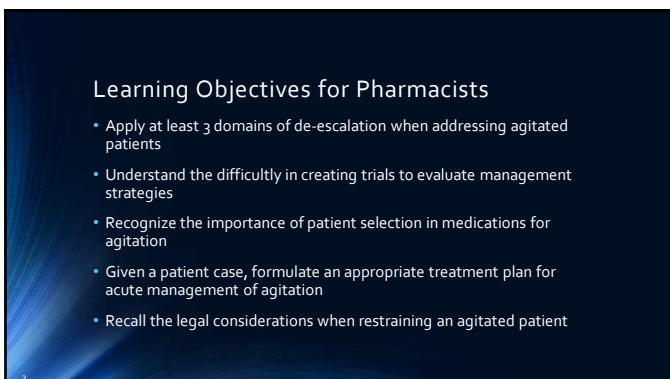 Learning Objectives for Pharmacists
• Apply at least 3 domains of de-escalation when addressing agitated
patients
• Understand the difficultly in creating trials to evaluate management
strategies
• Recognize the importance of patient selection in medications for
agitation
• Given a patient case, formulate an appropriate treatment plan for
acute management of agitation
• Recall the legal considerations when restraining an agitated patient